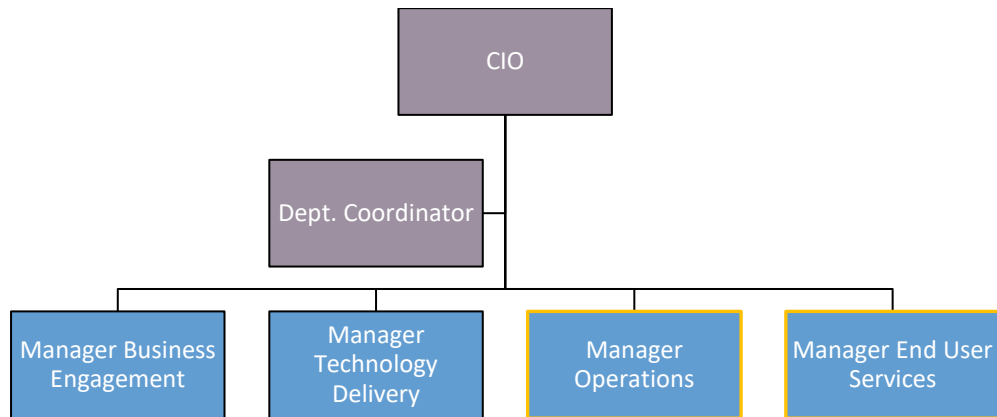 CIO
Dept. Coordinator
Manager Business
Engagement
Manager
Technology
Delivery
Manager
Operations
Manager End User
Services